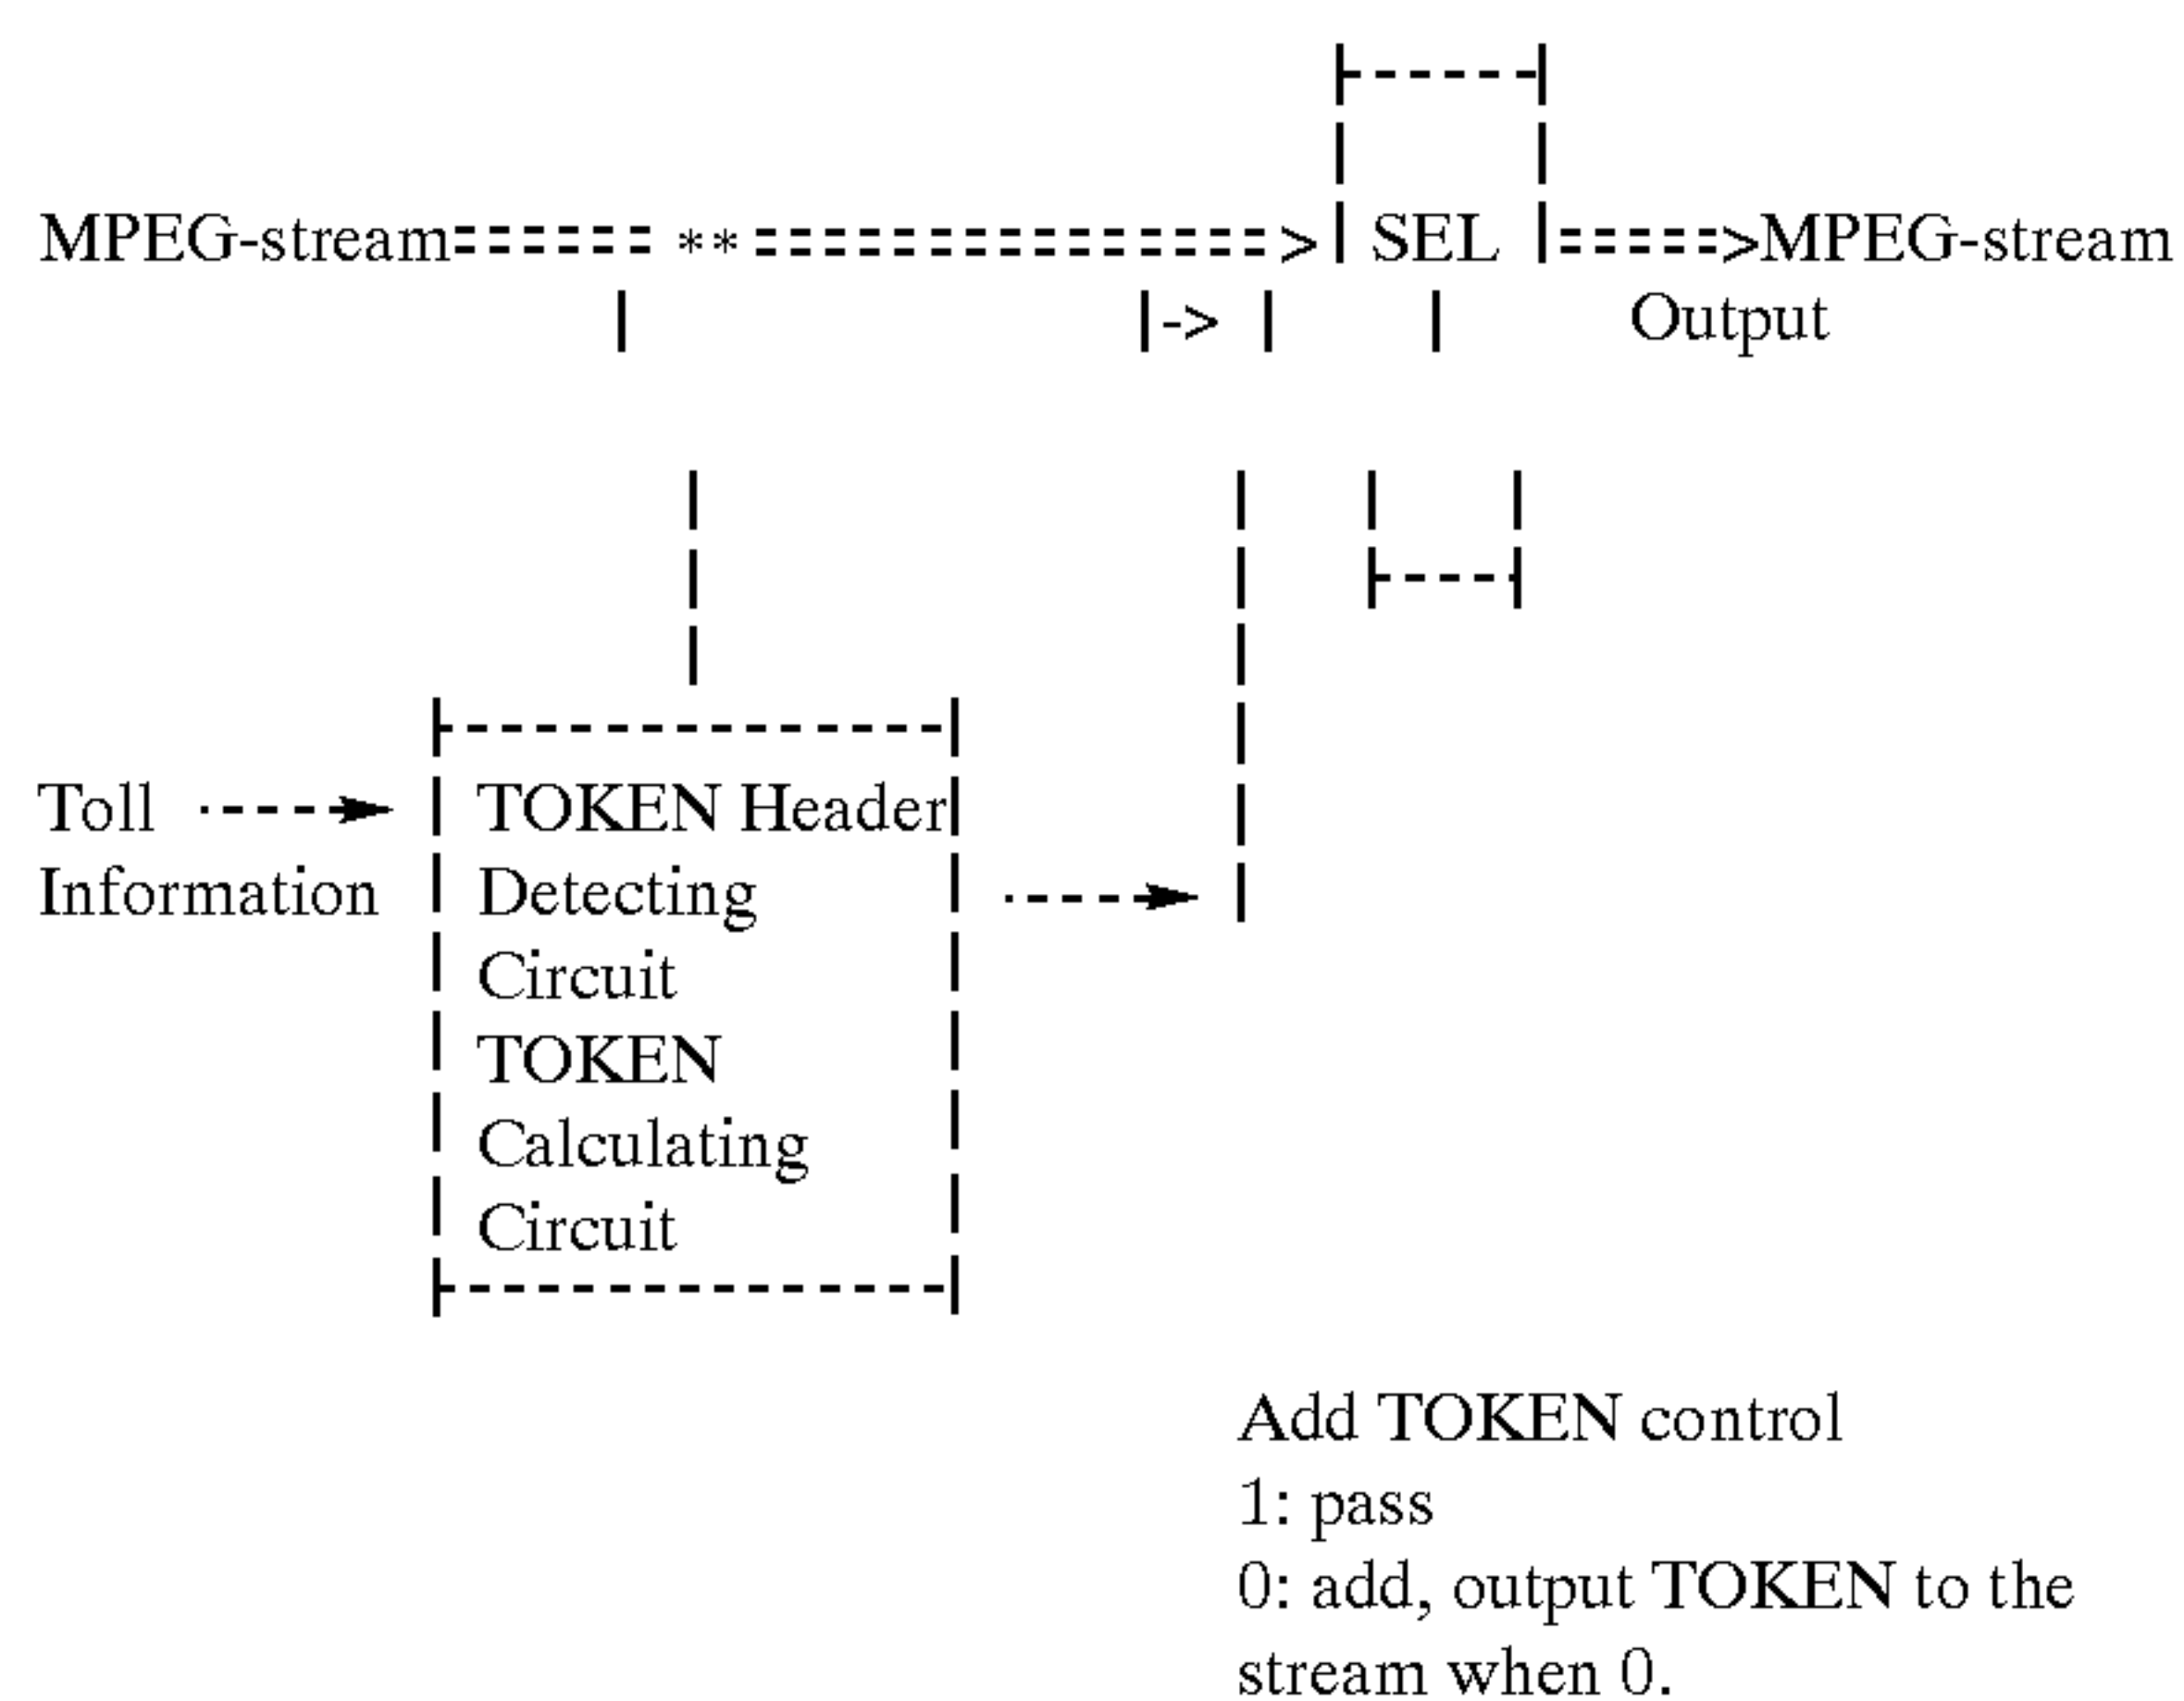 MPEG-stream====== ** ===============> | SEL |=====>MPEG-stream
Output
Toll
Information
TOKEN Header
Detecting
Circuit
TOKEN
Calculating
Circuit
Add TOKEN control
1: pass
0: add, output TOKEN to the
stream when 0.